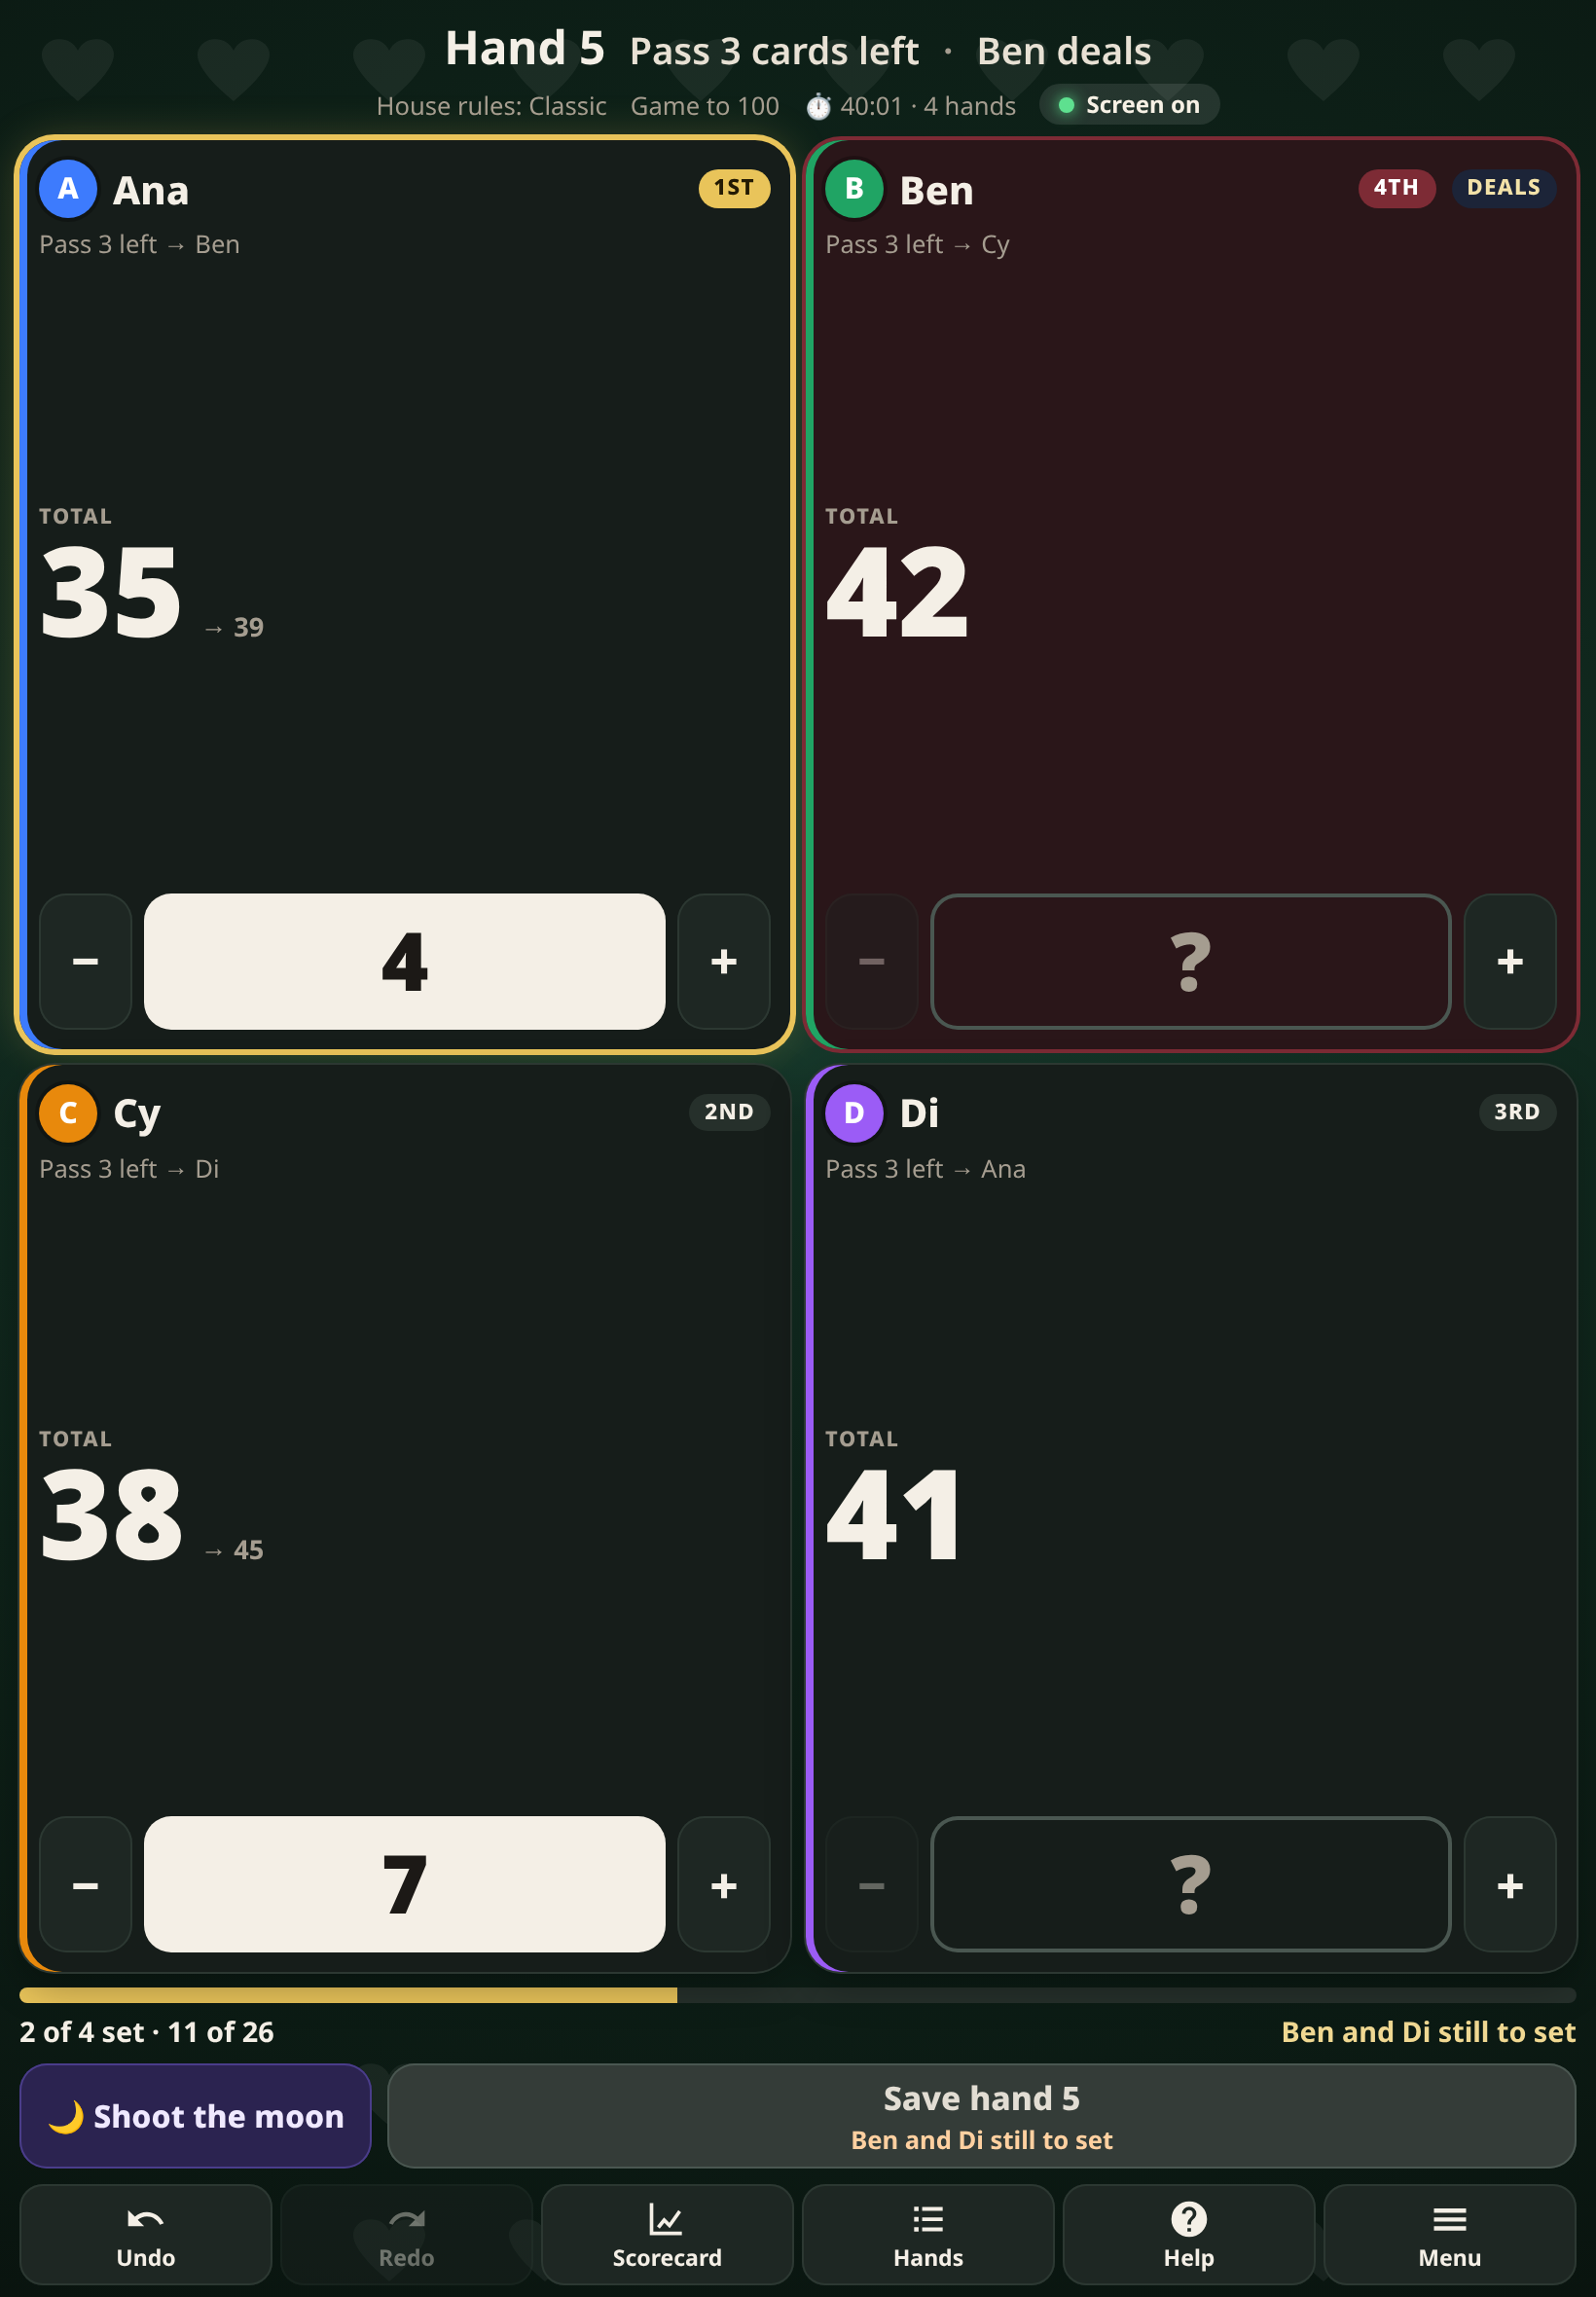 Hand 5 Pass 3 cards left · Ben deals
House rules: Classic Game to 100 ⏱️ 40:01 · 4 hands Screen on
A Ana 1ST
Pass 3 left → Ben
TOTAL
35 → 39
− 4 +
B Ben 4TH DEALS
Pass 3 left → Cy
TOTAL
42
− ? +
C Cy 2ND
Pass 3 left → Di
TOTAL
38 → 45
− 7 +
D Di 3RD
Pass 3 left → Ana
TOTAL
41
− ? +
2 of 4 set · 11 of 26 Ben and Di still to set
🌙 Shoot the moon
Save hand 5
Ben and Di still to set
Undo Redo Scorecard Hands Help Menu